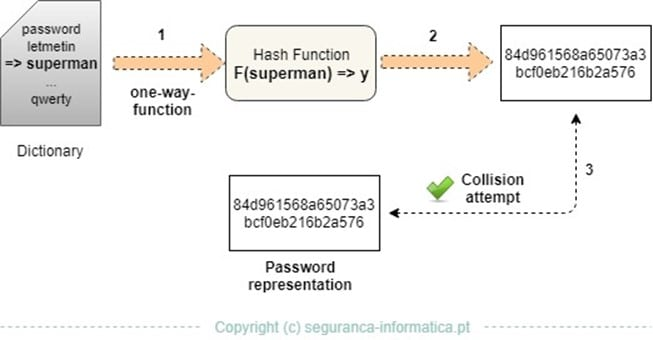 password
letmetin
=> superman
...
qwerty
Dictionary
1
one-way-
function
Hash Function
F(superman) => y
2
84d961568a65073a3
bcf0eb216b2a576
3
Collision
attempt
84d961568a65073a3
bcf0eb216b2a576
Password
representation
Copyright (c) seguranca-informatica.pt